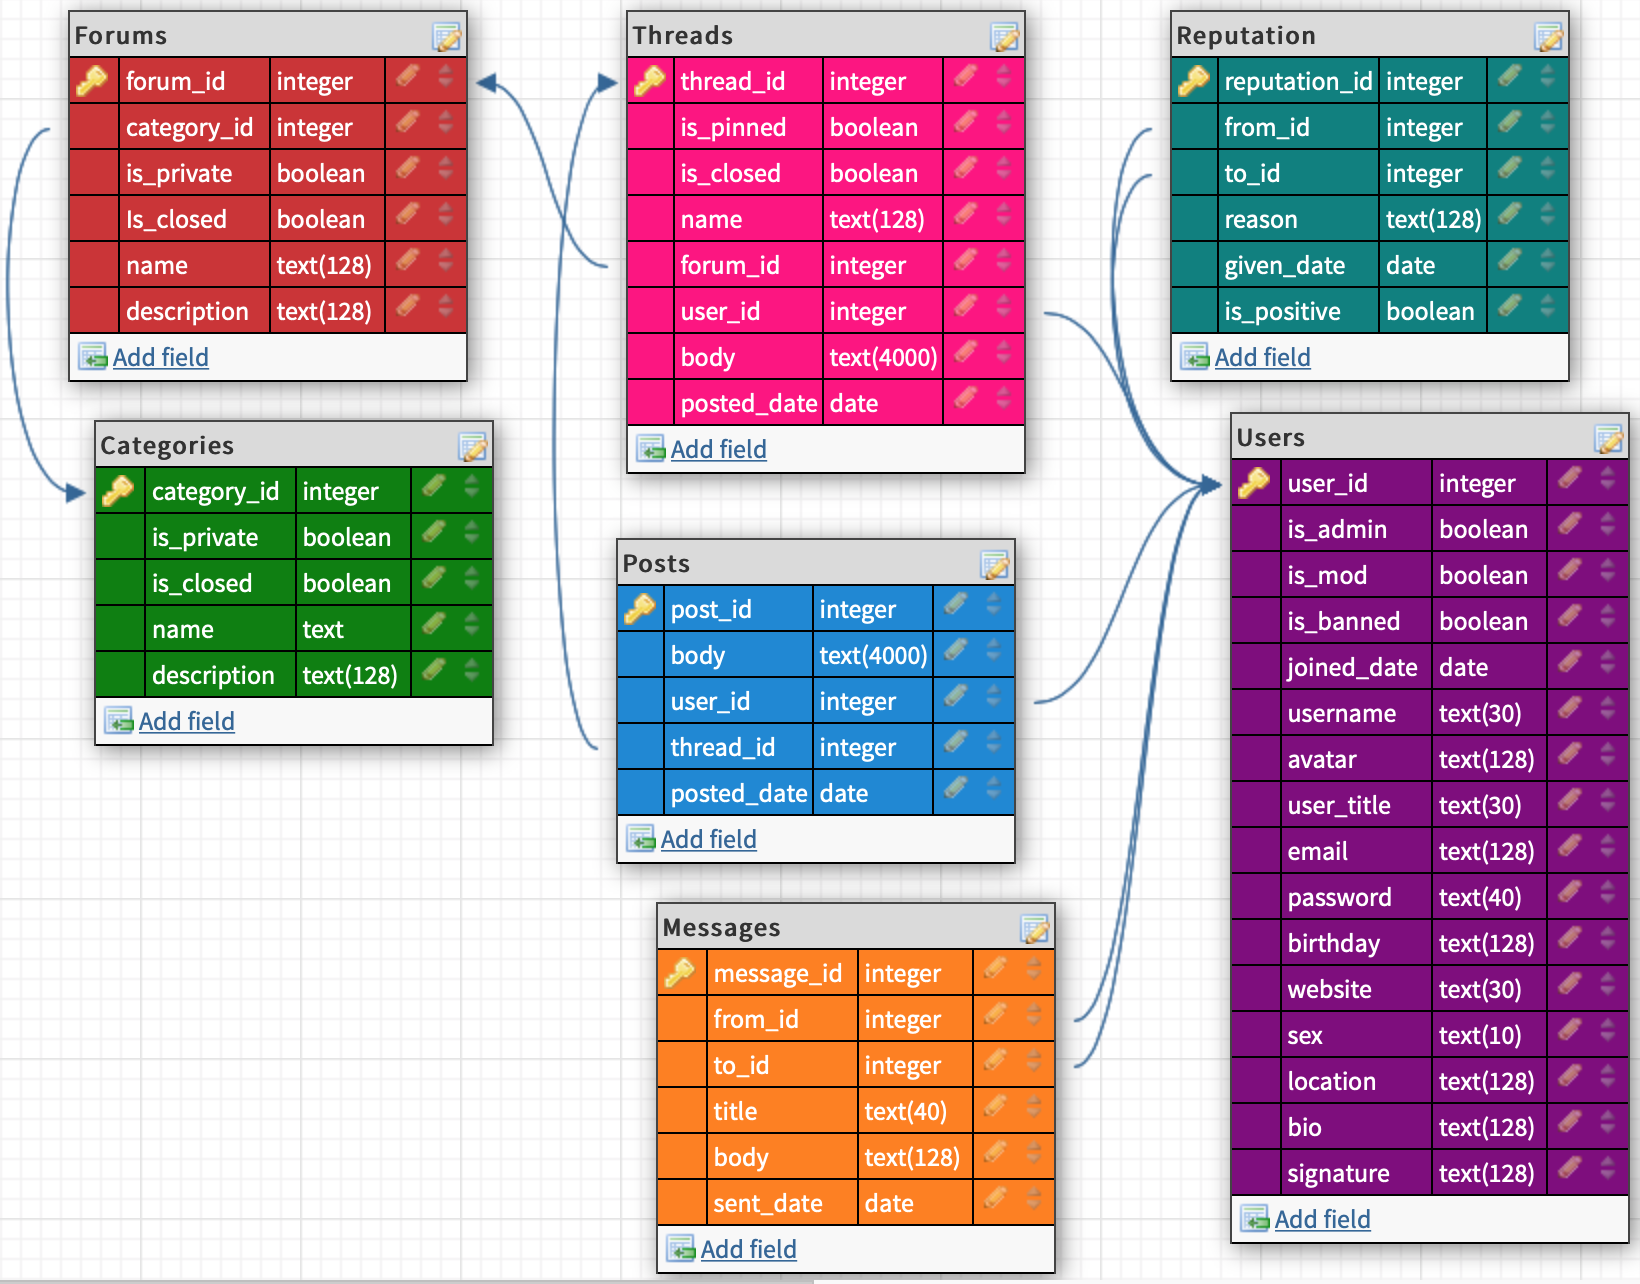 Forums
forum_id integer
category_id integer
is_private boolean
Is_closed boolean
name text(128)
description text(128)
Add field
Categories
category_id integer
is_private boolean
is_closed boolean
name text
description text(128)
Add field
Threads
thread_id integer
is_pinned boolean
is_closed boolean
name text(128)
forum_id integer
user_id integer
body text(4000)
posted_date date
Add field
Posts
post_id integer
body text(4000)
user_id integer
thread_id integer
posted_date date
Add field
Messages
message_id integer
from_id integer
to_id integer
title text(40)
body text(128)
sent_date date
Add field
Reputation
reputation_id integer
from_id integer
to_id integer
reason text(128)
given_date date
is_positive boolean
Add field
Users
user_id integer
is_admin boolean
is_mod boolean
is_banned boolean
joined_date date
username text(30)
avatar text(128)
user_title text(30)
email text(128)
password text(40)
birthday text(128)
website text(30)
sex text(10)
location text(128)
bio text(128)
signature text(128)
Add field